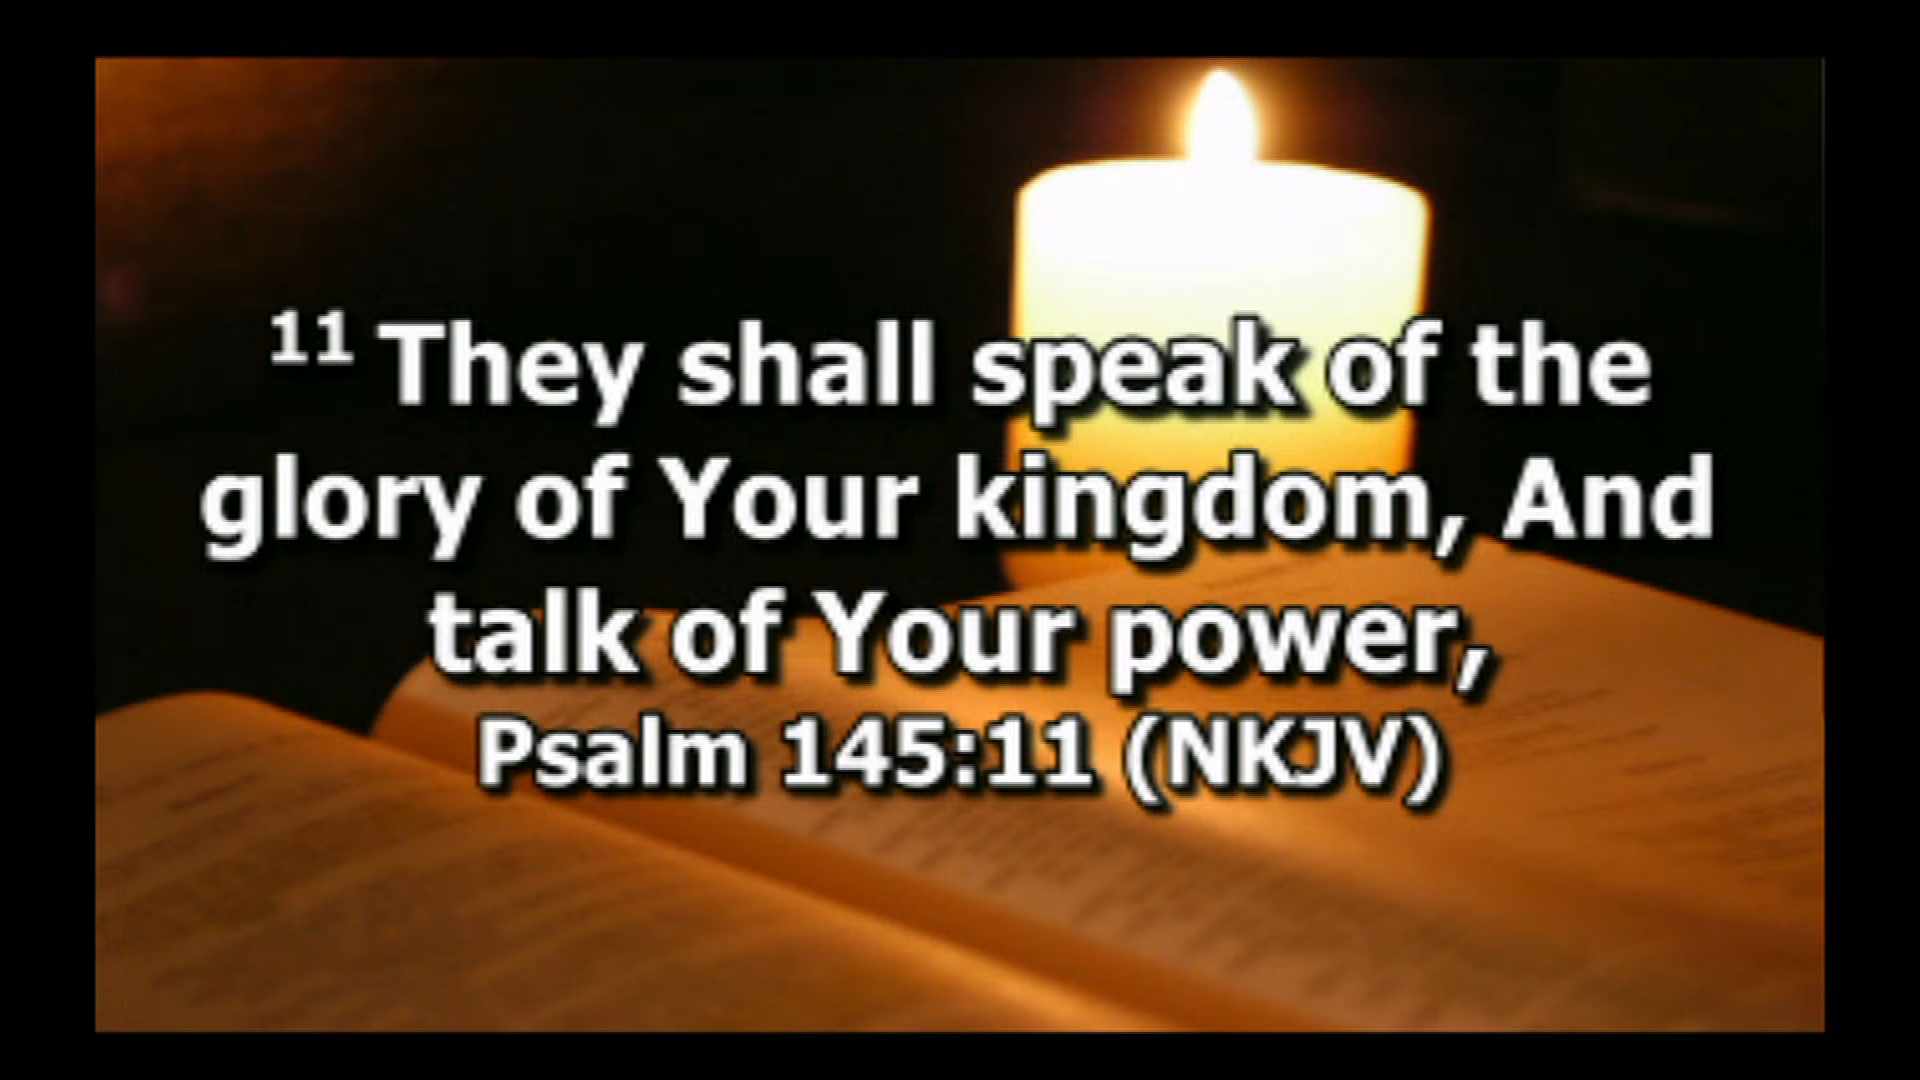 11 They shall speak of the
glory of Your kingdom, And
talk of Your power,
Psalm 145:11 (NKJV)